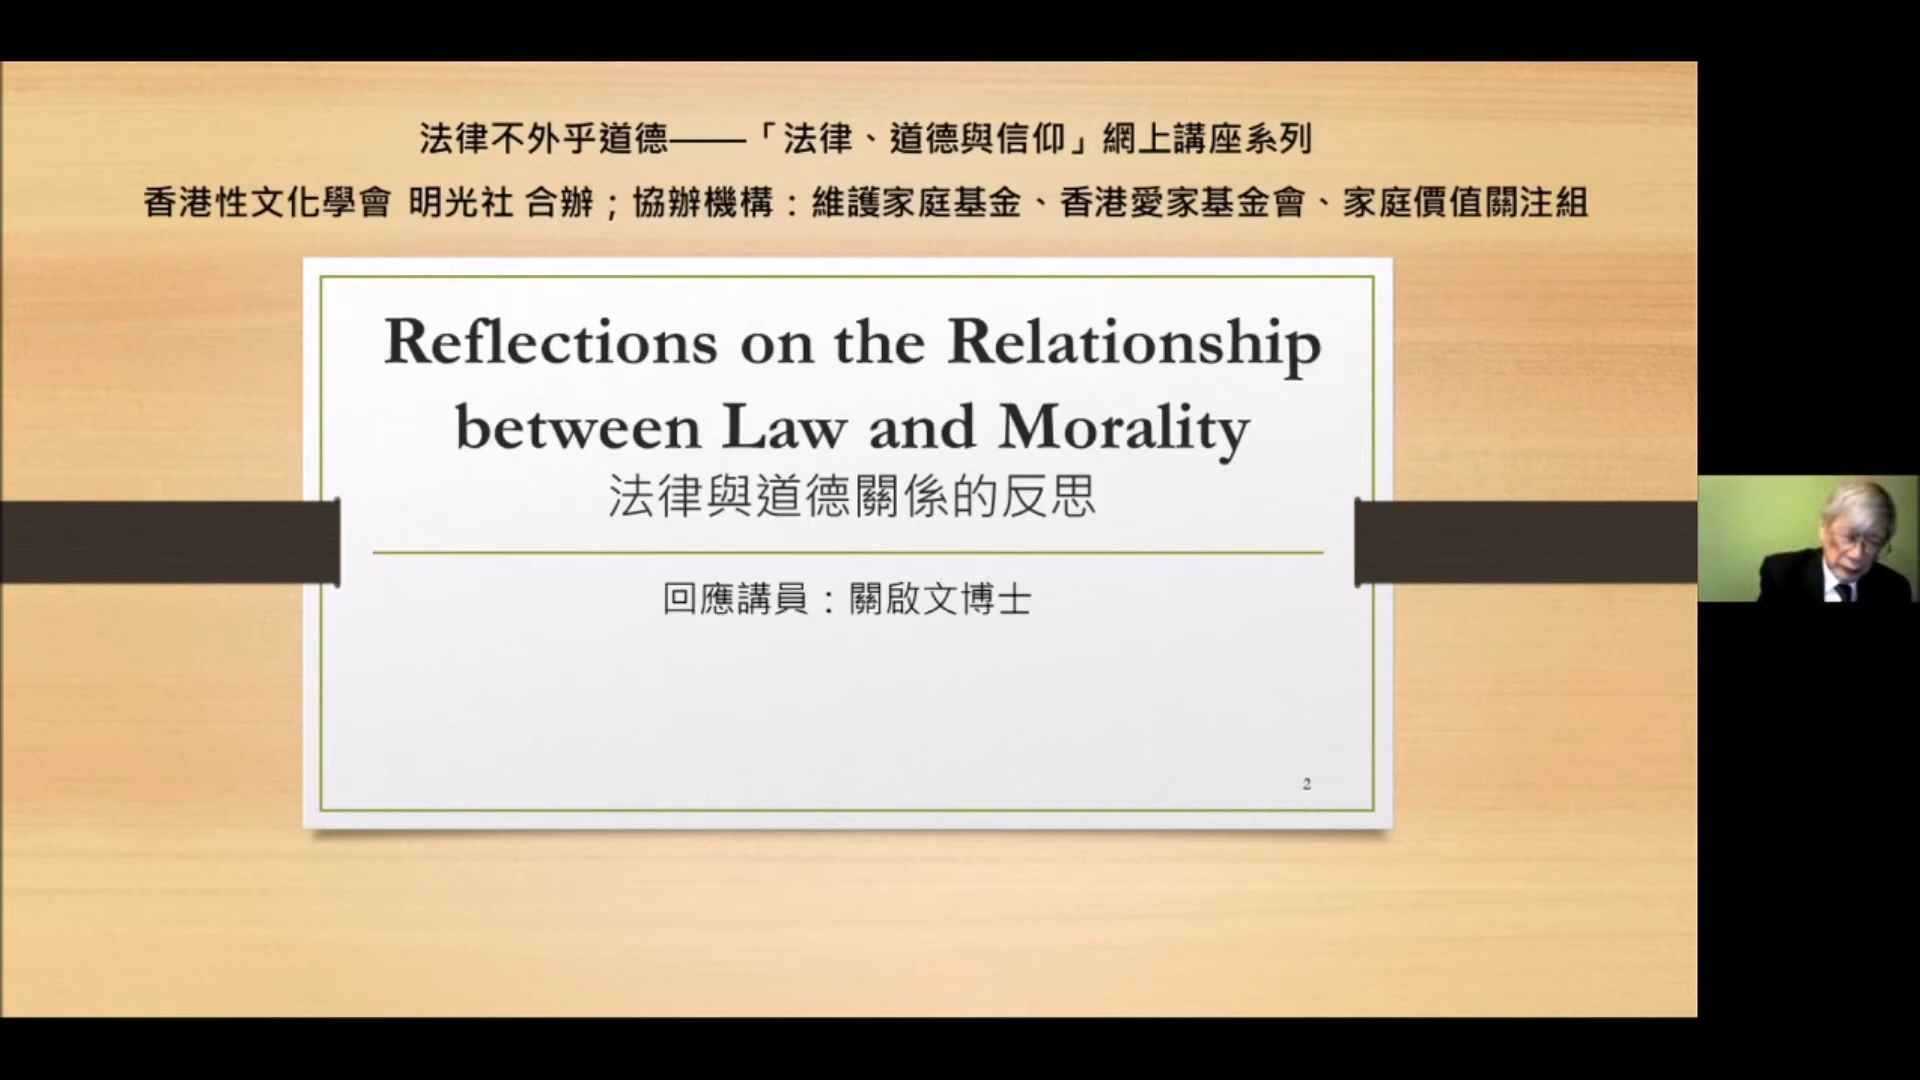 法律不外乎道德——「法律、道德與信仰」網上講座系列
香港性文化學會 明光社 合辦；協辦機構：維護家庭基金、香港愛家基金會、家庭價值關注組
Reflections on the Relationship
between Law and Morality
法律與道德關係的反思
回應講員：關啟文博士
2